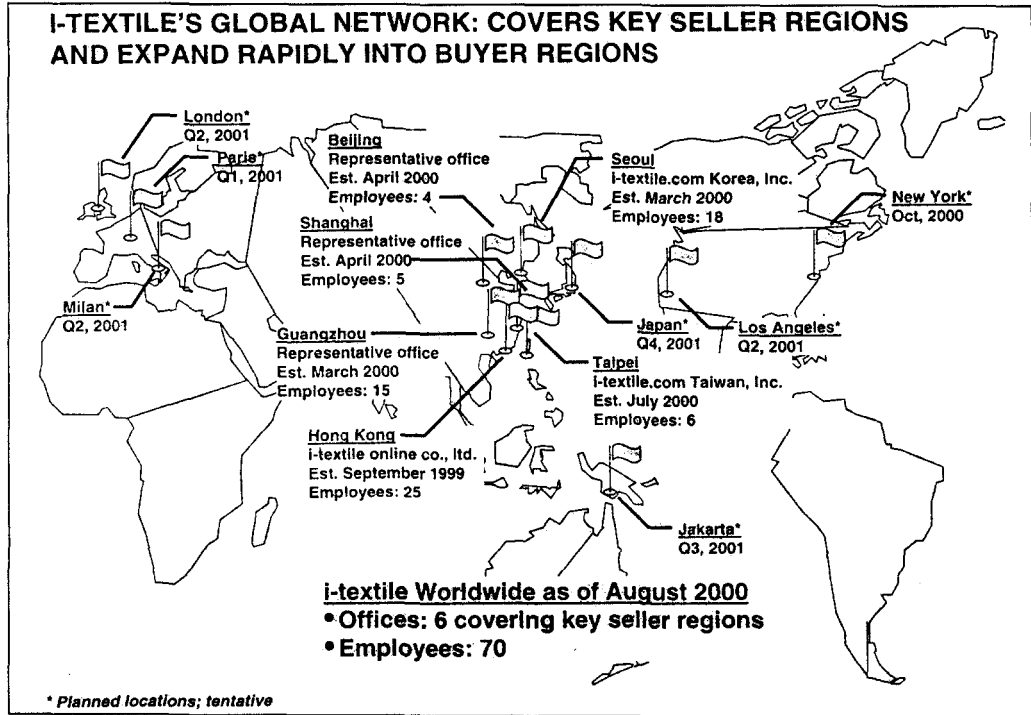 I-TEXTILE'S GLOBAL NETWORK: COVERS KEY SELLER REGIONS
AND EXPAND RAPIDLY INTO BUYER REGIONS
London*
Q2, 2001
Paris*
Q1, 2001
Milan*
Q2, 2001
Beijing
Representative office
Est. April 2000
Employees: 4
Shanghai
Representative office
Est. April 2000
Employees: 5
Guangzhou
Representative office
Est. March 2000
Employees: 15
Hong Kong
i-textile online co., ltd.
Est. September 1999
Employees: 25
Seoul
i-textile.com Korea, Inc.
Est. March 2000
Employees: 18
New York*
Oct, 2000
Japan*
Q4, 2001
Los Angeles*
Q2, 2001
Taipei
i-textile.com Taiwan, Inc.
Est. July 2000
Employees: 6
Jakarta*
Q3, 2001
i-textile Worldwide as of August 2000
• Offices: 6 covering key seller regions
• Employees: 70
* Planned locations; tentative